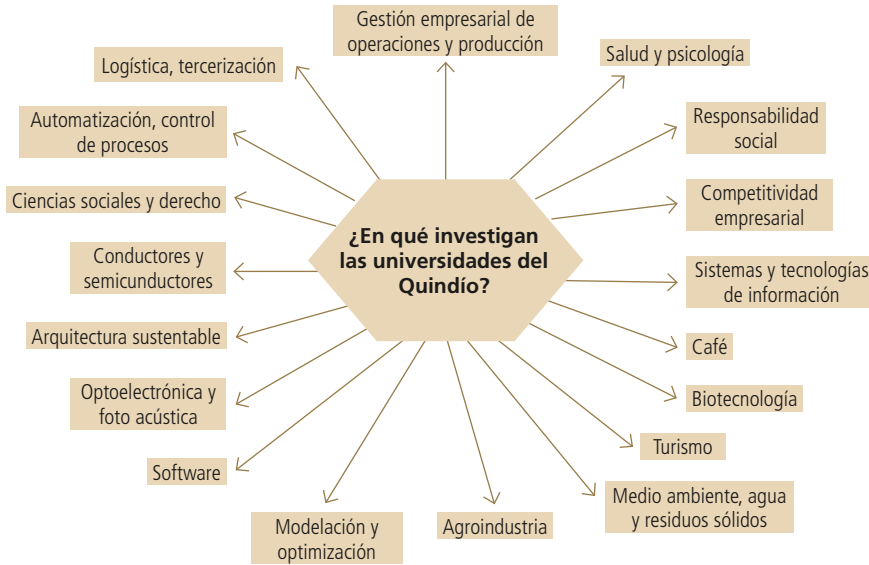 Gestión empresarial de
operaciones y producción
Salud y psicología
Responsabilidad
social
Competitividad
empresarial
Sistemas y tecnologías
de información
Café
Biotecnología
Turismo
Medio ambiente, agua
y residuos sólidos
Agroindustria
Modelación y
optimización
Software
Optoelectrónica y
foto acústica
Arquitectura sustentable
Conductores y
semicunductores
Ciencias sociales y derecho
Automatización, control
de procesos
Logística, tercerización
¿En qué investigan
las universidades del
Quindío?